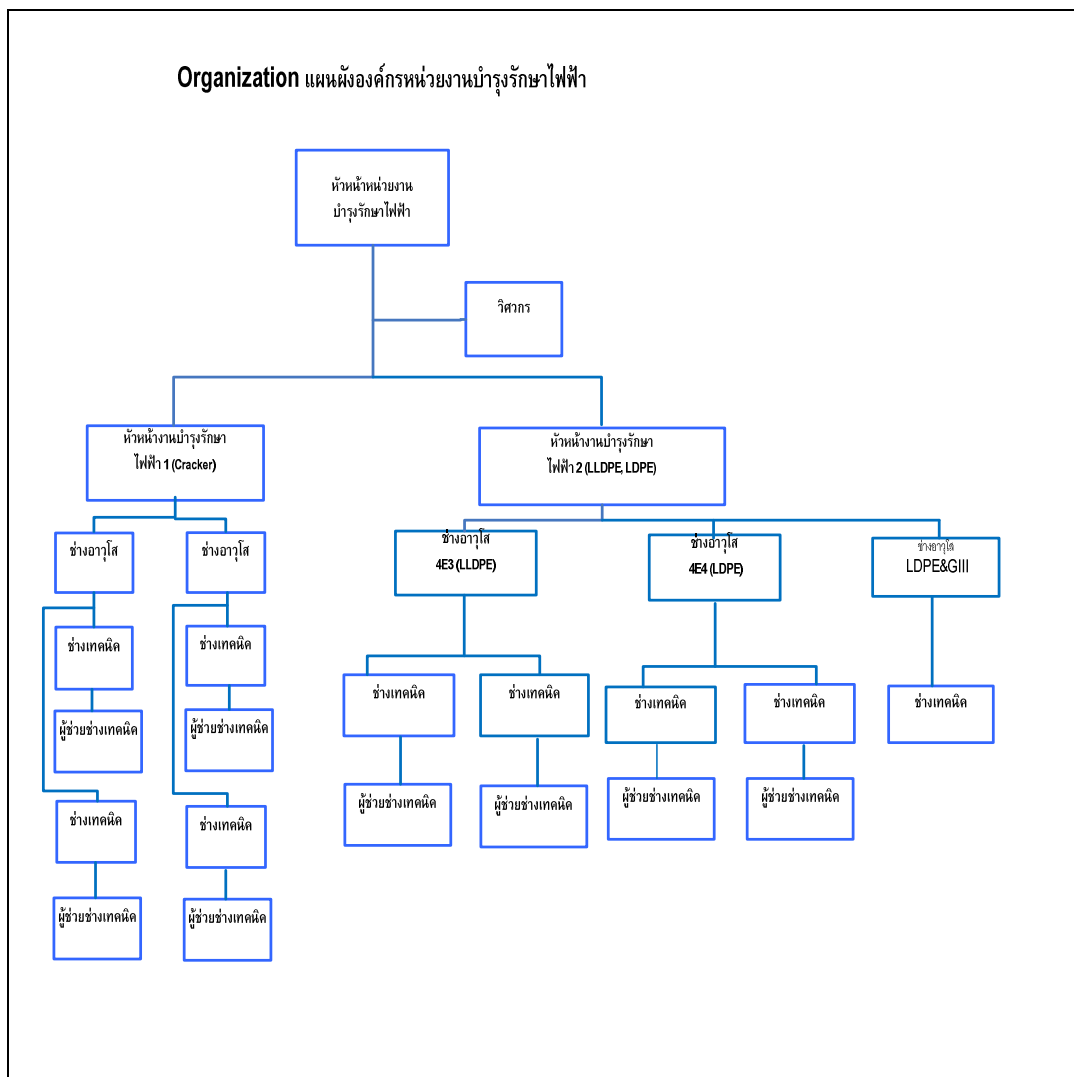 Organization แผนผังองค์กรหน่วยงานบำรุงรักษาไฟฟ้า
หัวหน้าหน่วยงาน
บำรุงรักษาไฟฟ้า
วิศวกร
หัวหน้างานบำรุงรักษา
ไฟฟ้า 1 (Cracker)
หัวหน้างานบำรุงรักษา
ไฟฟ้า 2 (LLDPE, LDPE)
ช่างอาวุโส
ช่างอาวุโส
ช่างอาวุโส
4E3 (LLDPE)
ช่างอาวุโส
4E4 (LDPE)
ช่างอาวุโส
LDPE&GIII
ช่างเทคนิค
ช่างเทคนิค
ช่างเทคนิค
ช่างเทคนิค
ช่างเทคนิค
ช่างเทคนิค
ช่างเทคนิค
ผู้ช่วยช่างเทคนิค
ผู้ช่วยช่างเทคนิค
ผู้ช่วยช่างเทคนิค
ผู้ช่วยช่างเทคนิค
ผู้ช่วยช่างเทคนิค
ผู้ช่วยช่างเทคนิค
ช่างเทคนิค
ช่างเทคนิค
ผู้ช่วยช่างเทคนิค
ผู้ช่วยช่างเทคนิค